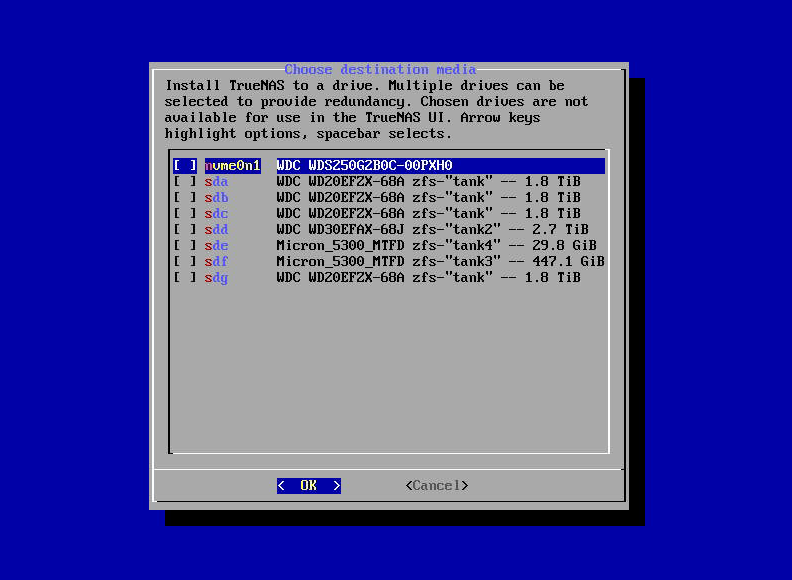 Choose destination media
Install TrueNAS to a drive. Multiple drives can be
selected to provide redundancy. Chosen drives are not
available for use in the TrueNAS UI. Arrow keys
highlight options, spacebar selects.
[ ] nvme0n1 WDC WDS250G2B0C-00PXH0
[ ] sda WDC WD20EFZX-68A zfs-"tank" -- 1.8 TiB
[ ] sdb WDC WD20EFZX-68A zfs-"tank" -- 1.8 TiB
[ ] sdc WDC WD20EFZX-68A zfs-"tank" -- 1.8 TiB
[ ] sdd WDC WD30EFAX-68J zfs-"tank2" -- 2.7 TiB
[ ] sde Micron_5300_MTFD zfs-"tank4" -- 29.8 GiB
[ ] sdf Micron_5300_MTFD zfs-"tank3" -- 447.1 GiB
[ ] sdg WDC WD20EFZX-68A zfs-"tank" -- 1.8 TiB
< OK > <Cancel>